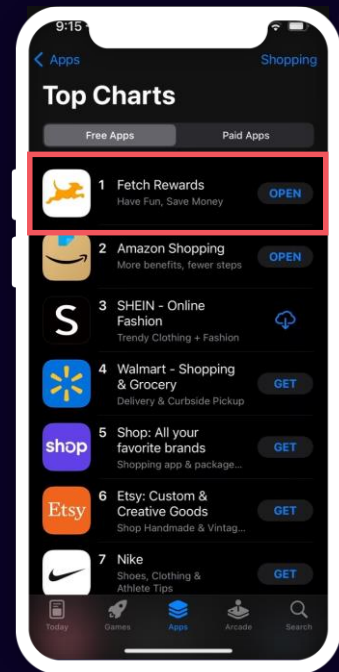 9:15
Apps
Shopping
Top Charts
Free Apps
Paid Apps
1 Fetch Rewards
Have Fun, Save Money
OPEN
2 Amazon Shopping
More benefits, fewer steps
OPEN
S
3 SHEIN - Online
Fashion
Trendy Clothing + Fashion
4 Walmart - Shopping
& Grocery
Delivery & Curbside Pickup
GET
shop
5 Shop: All your
favorite brands
Shopping app & package...
GET
Etsy
6 Etsy: Custom &
Creative Goods
Shop Handmade & Vintag...
GET
7 Nike
Shoes, Clothing &
Athlete Tips
GET
Today
Games
Apps
Arcade
Search